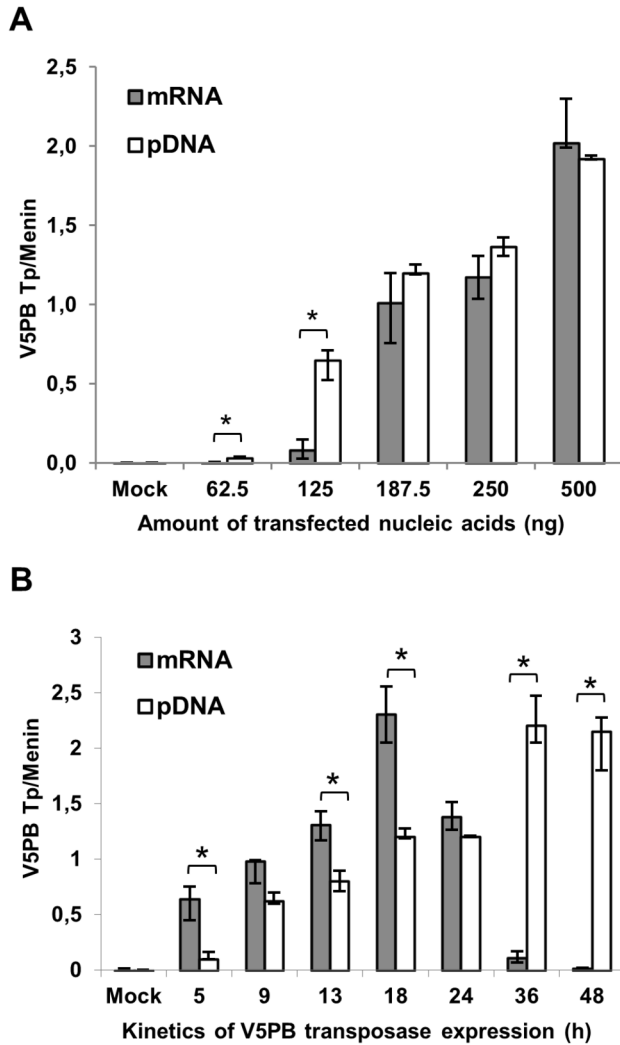 A
V5PB Tp/Menin
2,5
2,0
1,5
1,0
0,5
0,0
mRNA
pDNA
*
*
Mock 62.5 125 187.5 250 500
Amount of transfected nucleic acids (ng)
B
V5PB Tp/Menin
3
2,5
2
1,5
1
0,5
0
mRNA
pDNA
*
*
*
*
*
Mock 5 9 13 18 24 36 48
Kinetics of V5PB transposase expression (h)